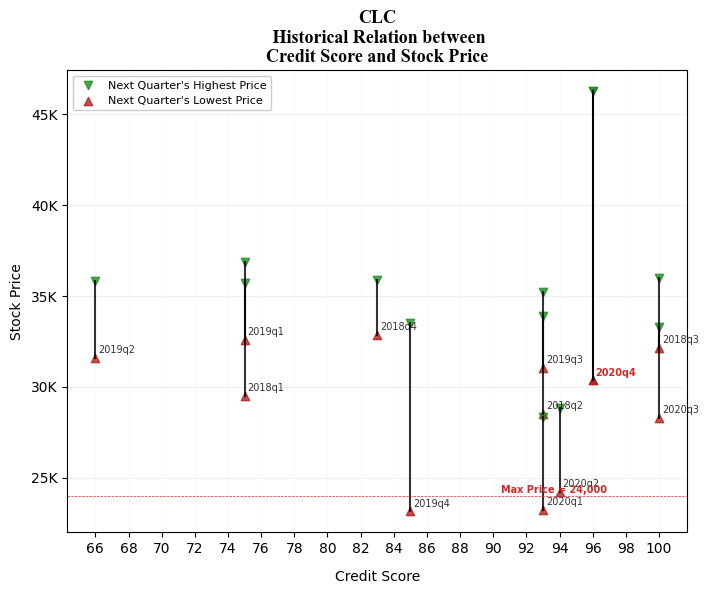 CLC
Historical Relation between
Credit Score and Stock Price
Next Quarter's Highest Price
Next Quarter's Lowest Price
Stock Price
45K
40K
35K
30K
25K
2019q2
2019q1
2018q1
2018q4
2019q4
2019q3
2018q2
2020q1
2020q2
2020q4
2018q3
2020q3
Max Price = 24,000
66 68 70 72 74 76 78 80 82 84 86 88 90 92 94 96 98 100
Credit Score